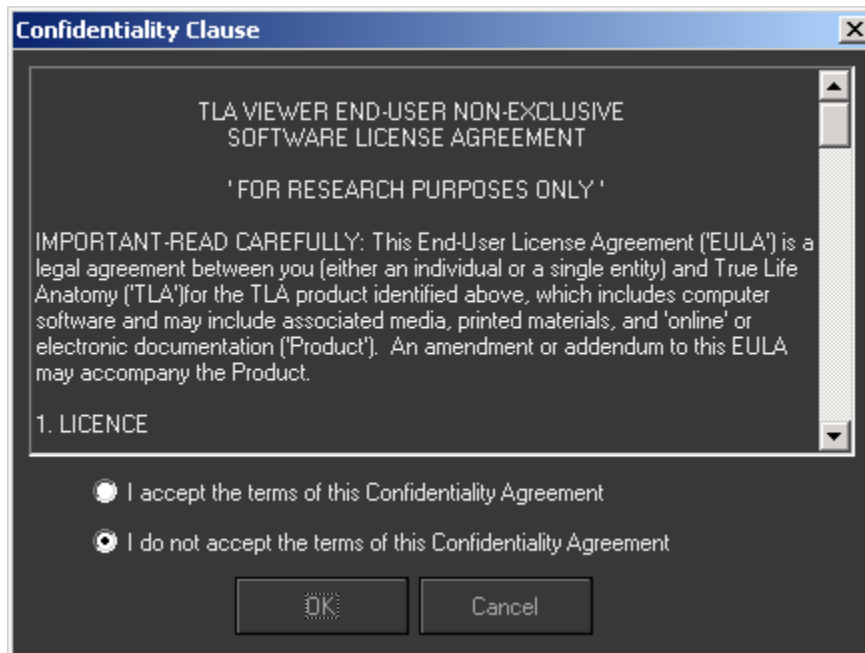 Confidentiality Clause
TLA VIEWER END-USER NON-EXCLUSIVE
SOFTWARE LICENSE AGREEMENT
' FOR RESEARCH PURPOSES ONLY '
IMPORTANT-READ CAREFULLY: This End-User License Agreement ('EULA') is a
legal agreement between you (either an individual or a single entity) and True Life
Anatomy ('TLA')for the TLA product identified above, which includes computer
software and may include associated media, printed materials, and 'online' or
electronic documentation ('Product').  An amendment or addendum to this EULA
may accompany the Product.
1. LICENCE
I accept the terms of this Confidentiality Agreement
I do not accept the terms of this Confidentiality Agreement
OK Cancel